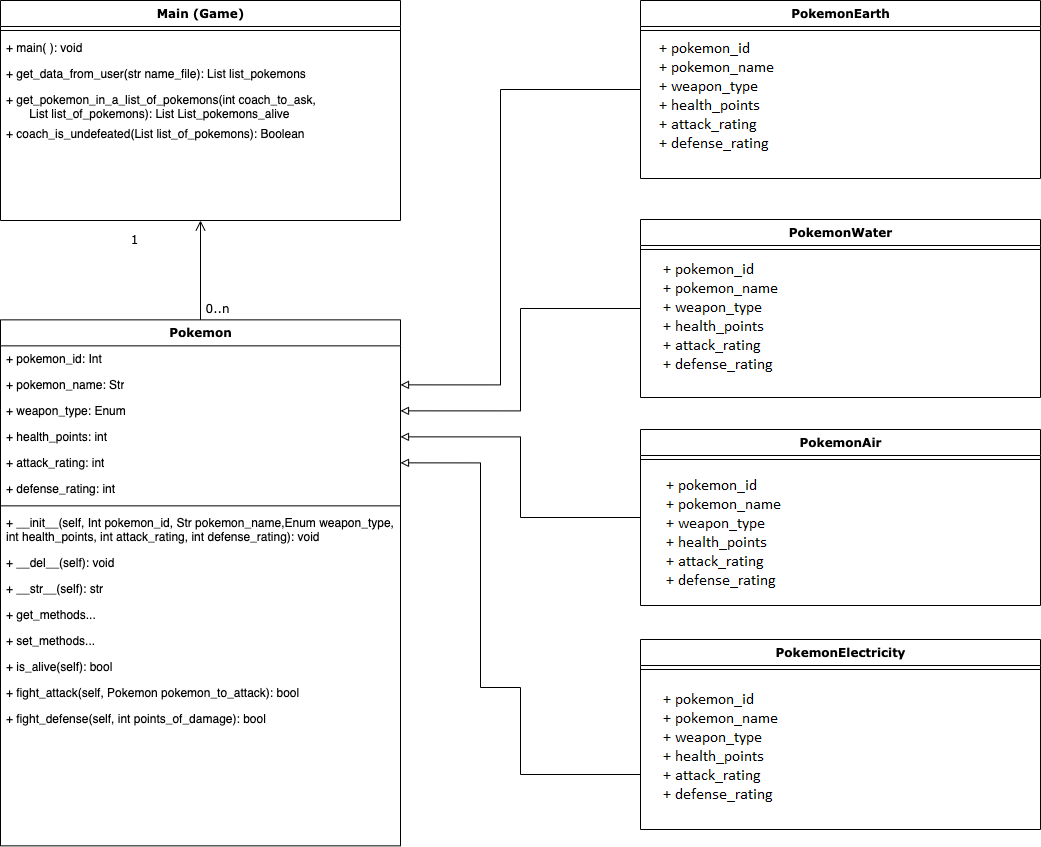 Main (Game)
+ main( ): void
+ get_data_from_user(str name_file): List list_pokemons
+ get_pokemon_in_a_list_of_pokemons(int coach_to_ask,
List list_of_pokemons): List List_pokemons_alive
+ coach_is_undefeated(List list_of_pokemons): Boolean
1
0..n
Pokemon
+ pokemon_id: Int
+ pokemon_name: Str
+ weapon_type: Enum
+ health_points: int
+ attack_rating: int
+ defense_rating: int
+ __init__(self, Int pokemon_id, Str pokemon_name,Enum weapon_type,
int health_points, int attack_rating, int defense_rating): void
+ __del__(self): void
+ __str__(self): str
+ get_methods...
+ set_methods...
+ is_alive(self): bool
+ fight_attack(self, Pokemon pokemon_to_attack): bool
+ fight_defense(self, int points_of_damage): bool
PokemonEarth
+ pokemon_id
+ pokemon_name
+ weapon_type
+ health_points
+ attack_rating
+ defense_rating
PokemonWater
+ pokemon_id
+ pokemon_name
+ weapon_type
+ health_points
+ attack_rating
+ defense_rating
PokemonAir
+ pokemon_id
+ pokemon_name
+ weapon_type
+ health_points
+ attack_rating
+ defense_rating
PokemonElectricity
+ pokemon_id
+ pokemon_name
+ weapon_type
+ health_points
+ attack_rating
+ defense_rating